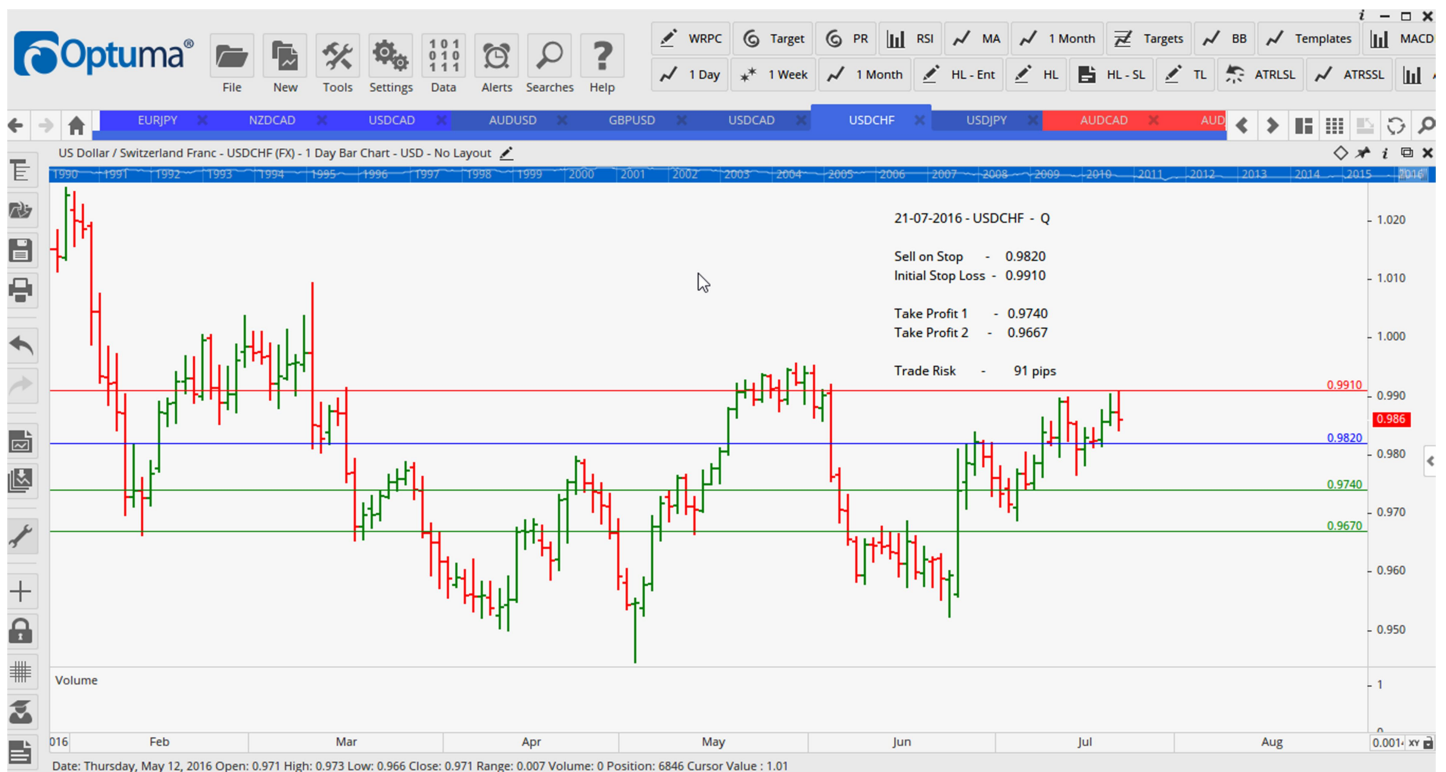 Optuma®
File
New
Tools
Settings
Data
Alerts
Searches
Help
WRPC
Target
PR
RSI
MA
1 Month
Targets
BB
Templates
MACD
1 Day
1 Week
1 Month
HL - Ent
HL
HL - SL
TL
ATRLSL
ATRSSL
EURJPY
NZDCAD
USDCAD
AUDUSD
GBPUSD
USDCAD
USDCHF
USDJPY
AUDCAD
AUD
US Dollar / Switzerland Franc - USDCHF (FX) - 1 Day Bar Chart - USD - No Layout
1990 1991 1992 1993 1994 1995 1996 1997 1998 1999 2000 2001 2002 2003 2004 2005 2006 2007 2008 2009 2010 2011 2012 2013 2014 2015 2016
21-07-2016 - USDCHF - Q
Sell on Stop - 0.9820
Initial Stop Loss - 0.9910
Take Profit 1 - 0.9740
Take Profit 2 - 0.9667
Trade Risk - 91 pips
0.9910
0.9820
0.9740
0.9670
1.020
1.010
1.000
0.990
0.986
0.980
0.970
0.960
0.950
Volume
1
0
016 Feb Mar Apr May Jun Jul Aug
XY
Date: Thursday, May 12, 2016 Open: 0.971 High: 0.973 Low: 0.966 Close: 0.971 Range: 0.007 Volume: 0 Position: 6846 Cursor Value : 1.01